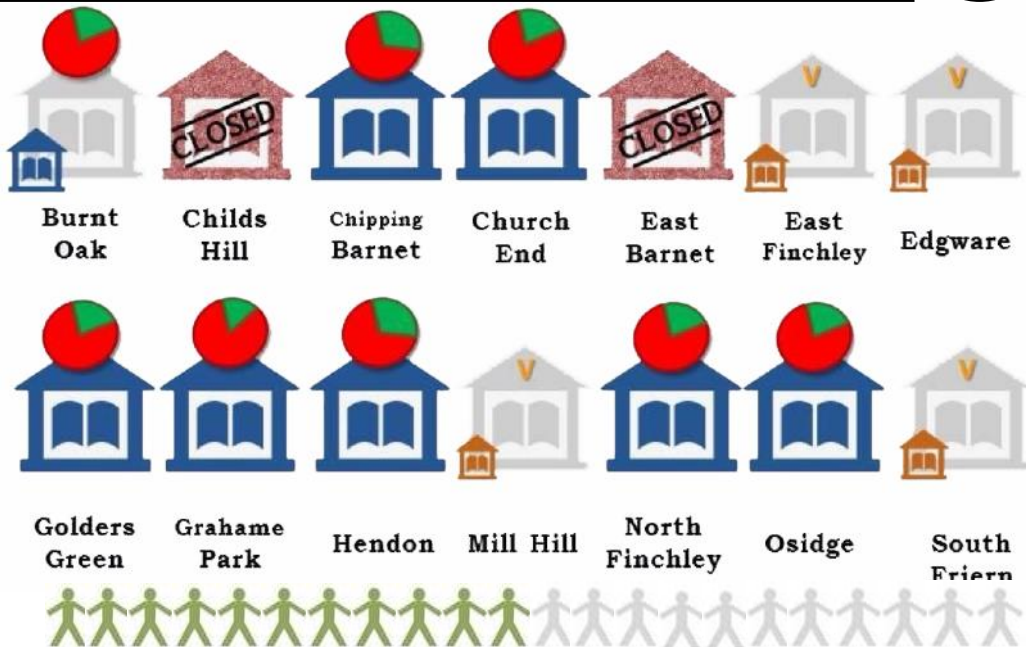 CLOSED
CLOSED
V
V
Burnt Oak
Childs Hill
Chipping Barnet
Church End
East Barnet
East Finchley
Edgware
V
V
Golders Green
Grahame Park
Hendon
Mill Hill
North Finchley
Osidge
South Friern